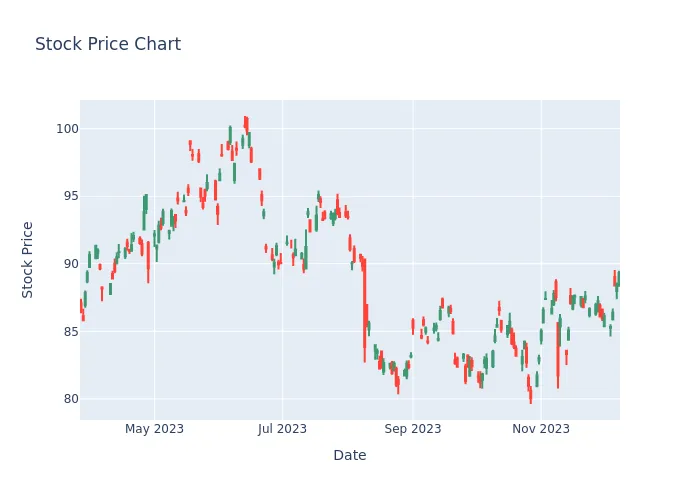 Stock Price Chart
100
95
90
85
80
Stock Price
May 2023
Jul 2023
Sep 2023
Nov 2023
Date